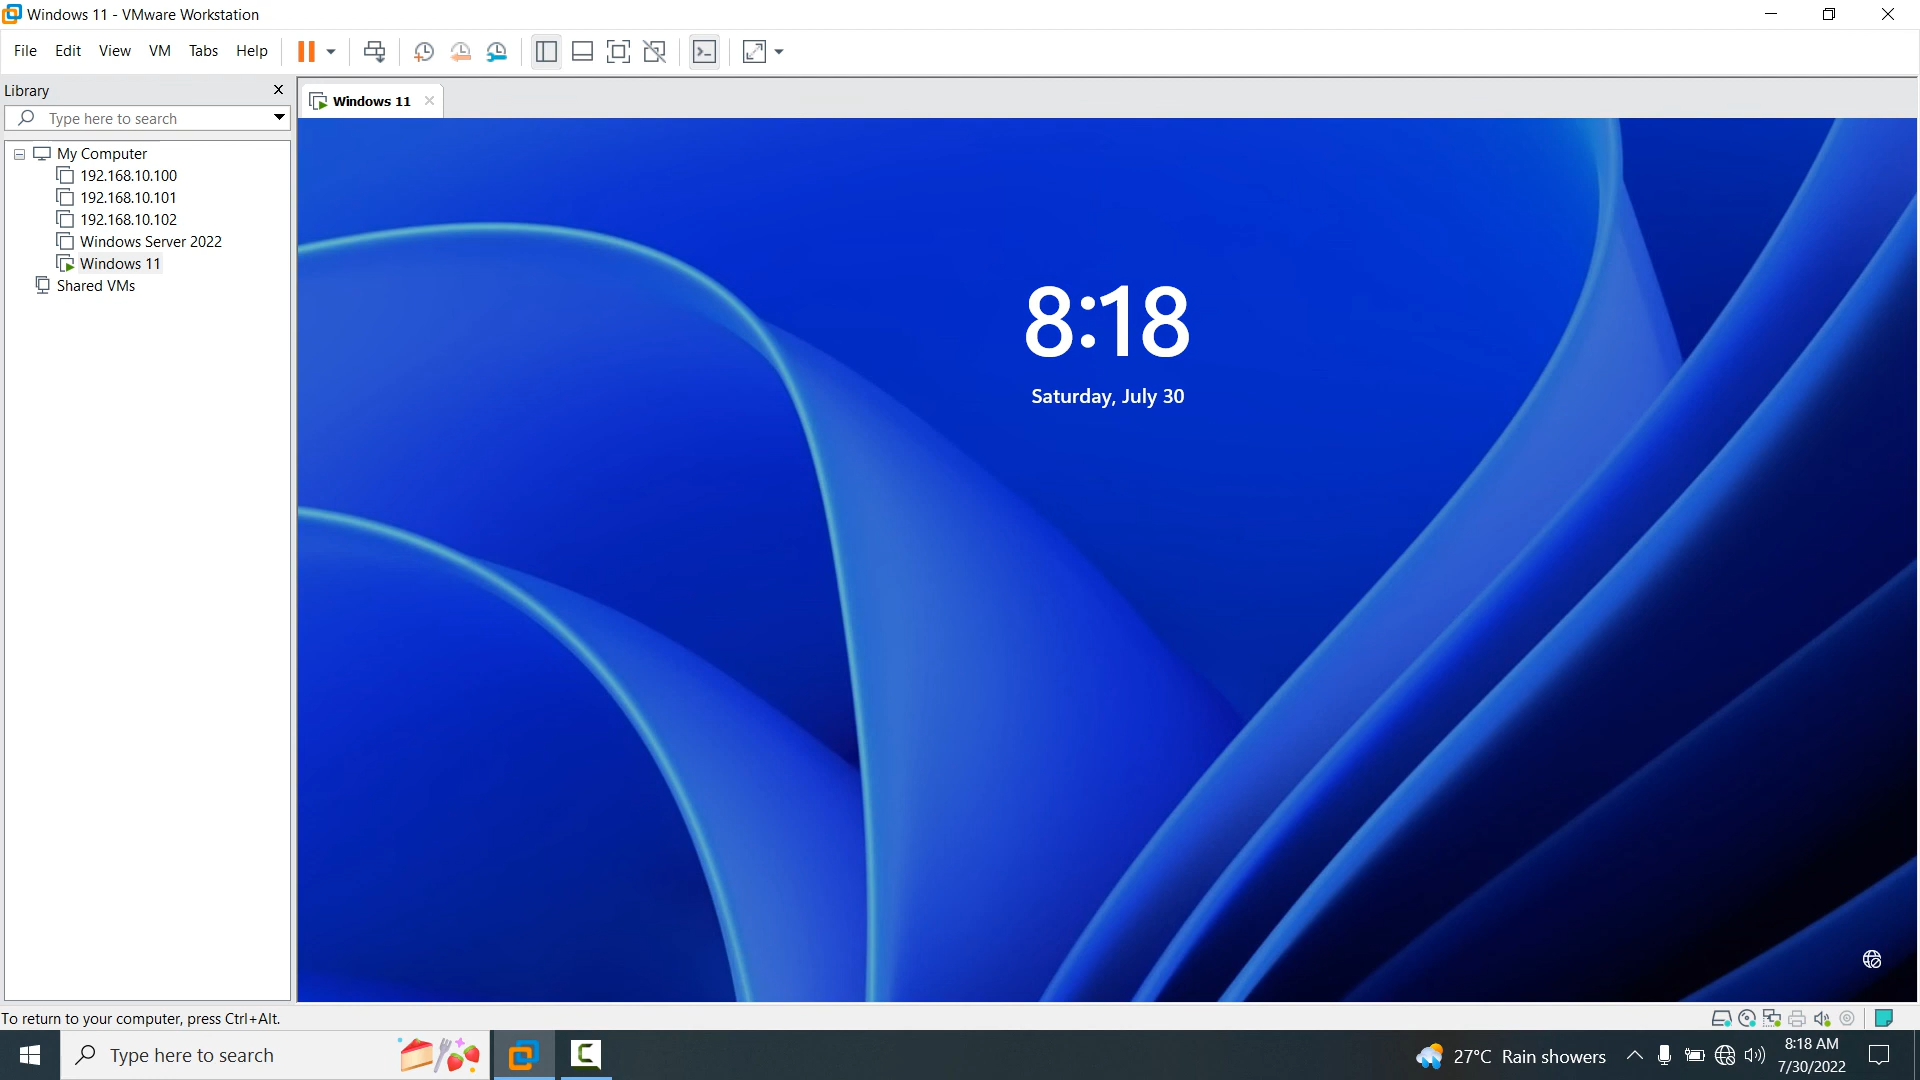 Windows 11 - VMware Workstation
File Edit View VM Tabs Help
Library
Type here to search
My Computer
192.168.10.100
192.168.10.101
192.168.10.102
Windows Server 2022
Windows 11
Shared VMs
Windows 11
8:18
Saturday, July 30
To return to your computer, press Ctrl+Alt.
Type here to search
27°C Rain showers
8:18 AM
7/30/2022